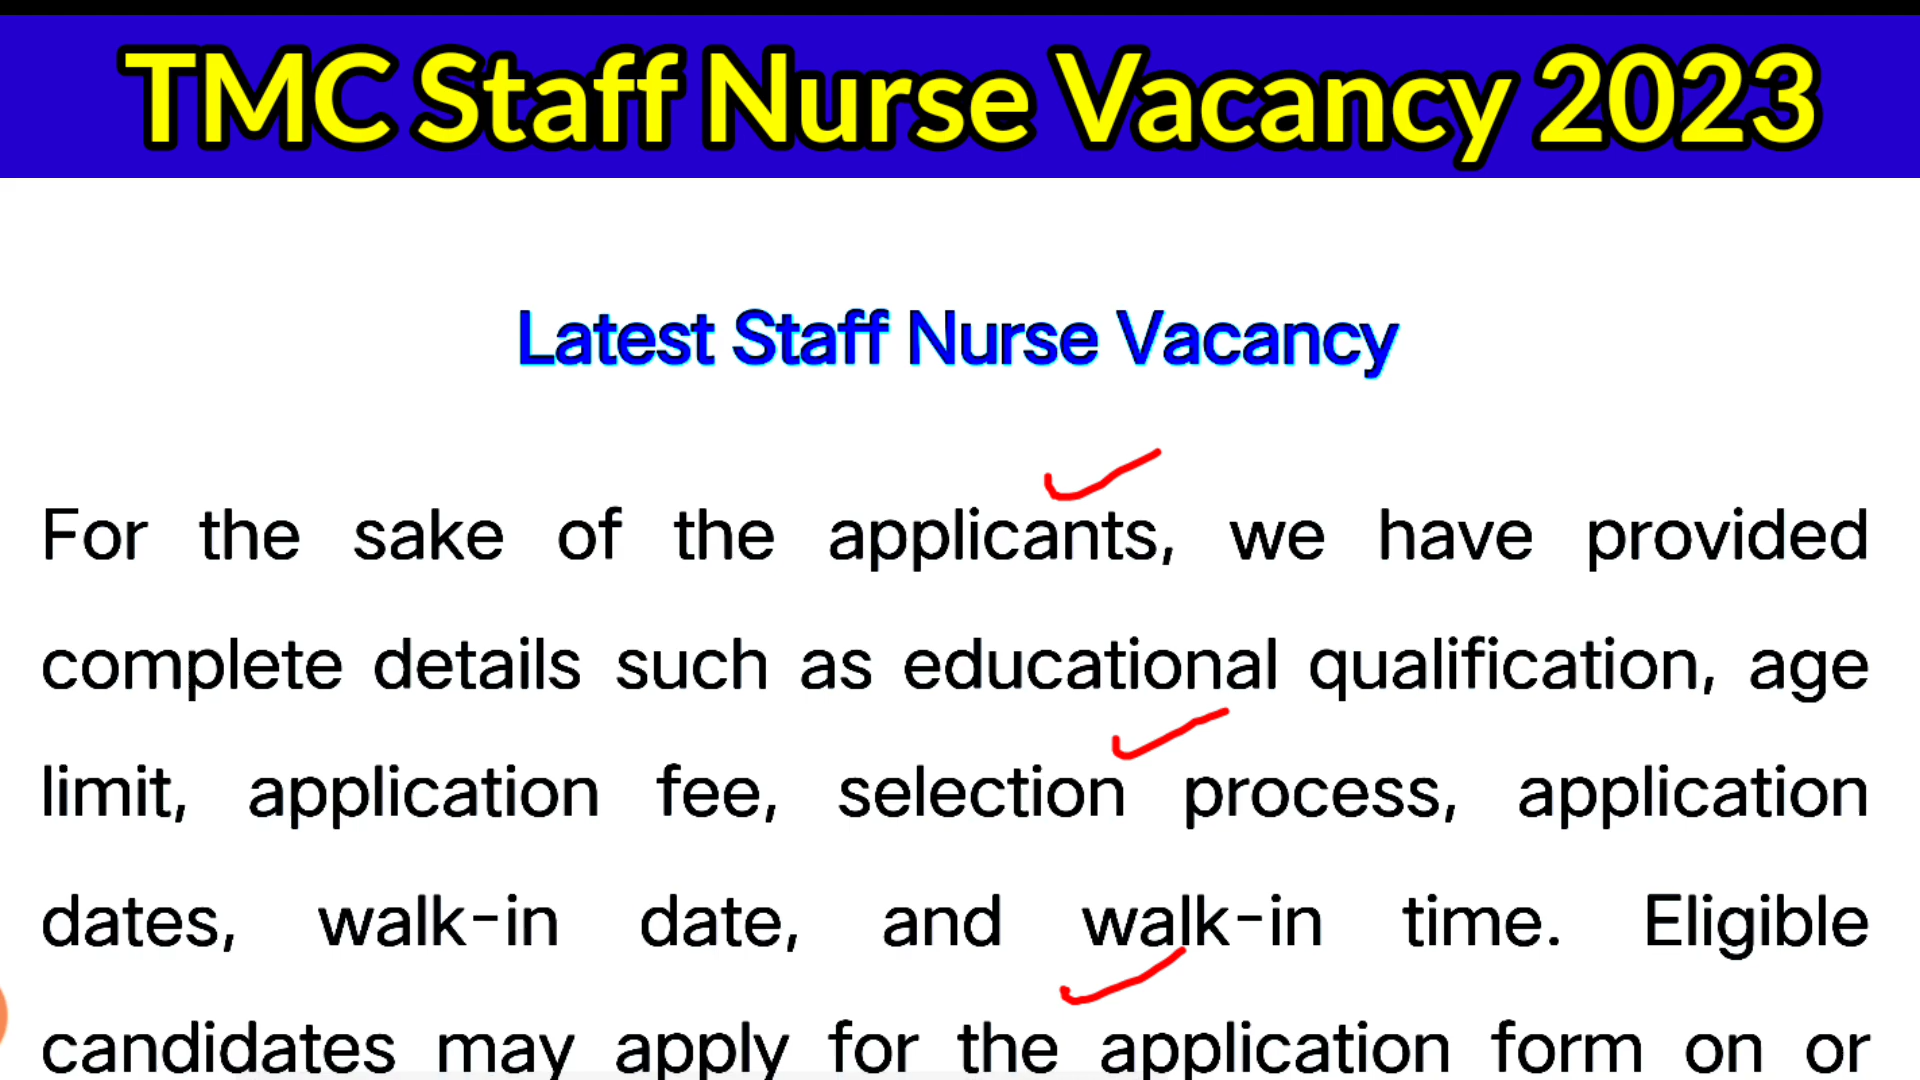 TMC Staff Nurse Vacancy 2023
Latest Staff Nurse Vacancy
For the sake of the applicants, we have provided
complete details such as educational qualification, age
limit, application fee, selection process, application
dates, walk-in date, and walk-in time. Eligible
candidates may apply for the application form on or